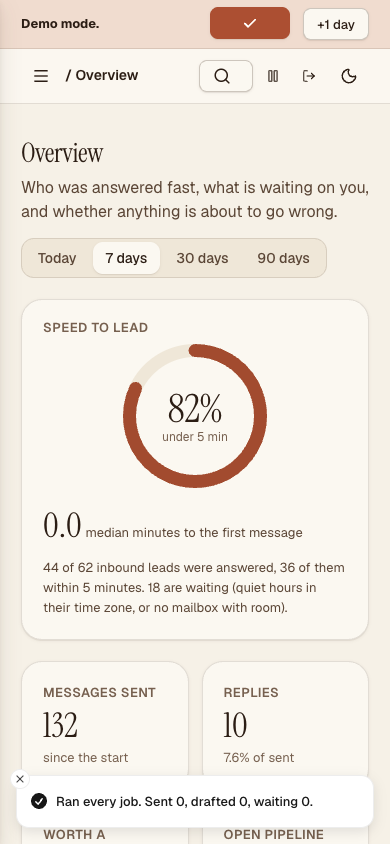 Demo mode.
+1 day
/ Overview
Overview
Who was answered fast, what is waiting on you,
and whether anything is about to go wrong.
Today 7 days 30 days 90 days
SPEED TO LEAD
82%
under 5 min
0.0 median minutes to the first message
44 of 62 inbound leads were answered, 36 of them
within 5 minutes. 18 are waiting (quiet hours in
their time zone, or no mailbox with room).
MESSAGES SENT
132
since the start
REPLIES
10
7.6% of sent
Ran every job. Sent 0, drafted 0, waiting 0.
WORTH A
OPEN PIPELINE